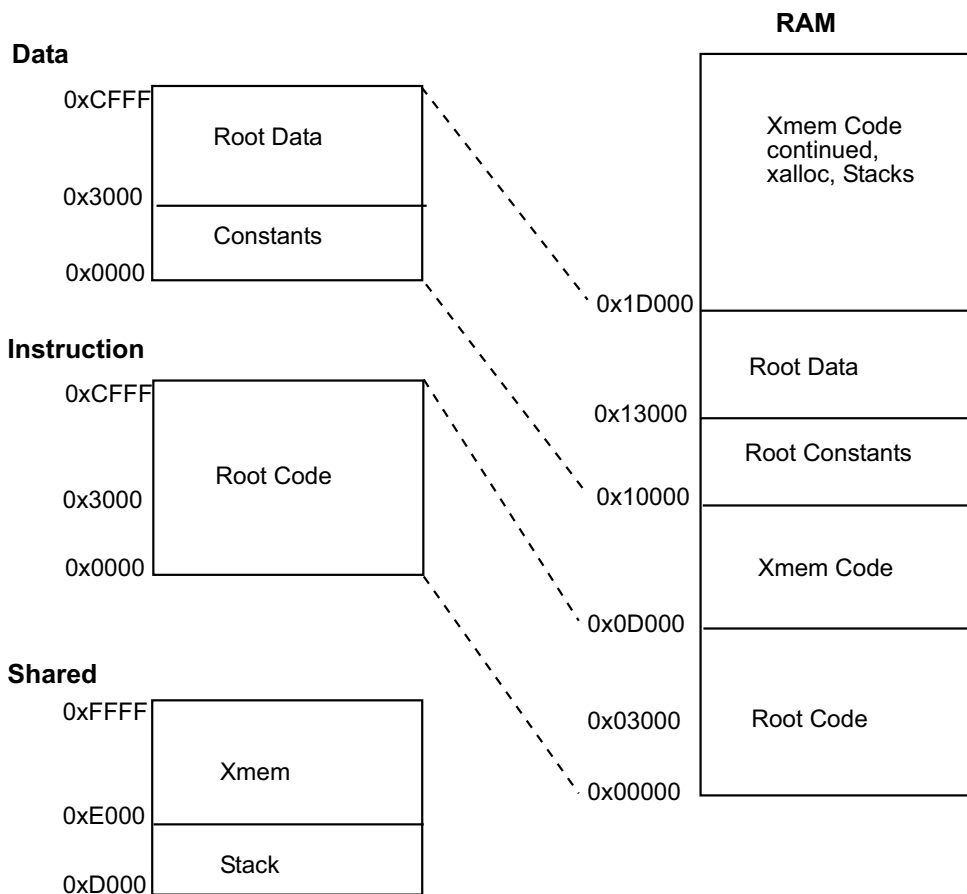 RAM
Data
0xCFFF
Root Data
0x3000
Constants
0x0000
Instruction
0xCFFF
Root Code
0x3000
0x0000
Shared
0xFFFF
Xmem
0xE000
Stack
0xD000
Xmem Code
continued,
xalloc, Stacks
0x1D000
Root Data
0x13000
Root Constants
0x10000
Xmem Code
0x0D000
0x03000
Root Code
0x00000